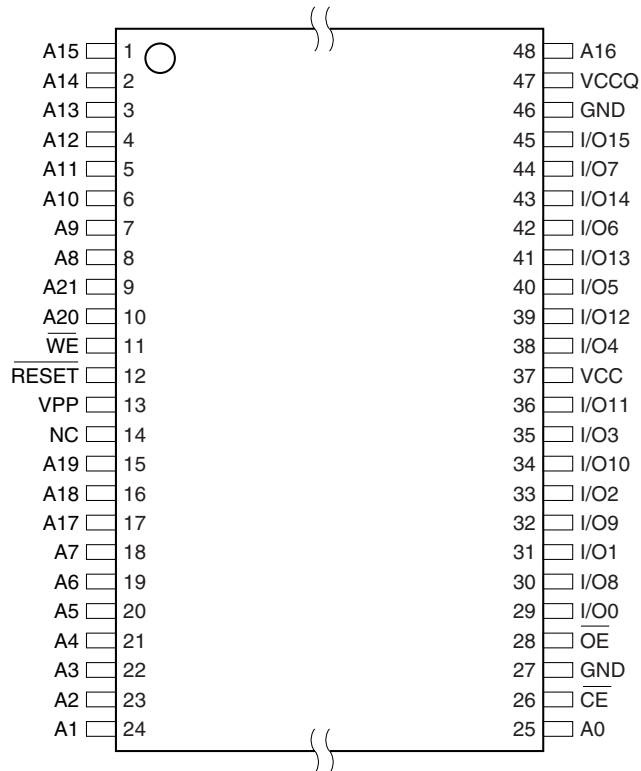 A15 1 48 A16
A14 2 47 VCCQ
A13 3 46 GND
A12 4 45 I/O15
A11 5 44 I/O7
A10 6 43 I/O14
A9 7 42 I/O6
A8 8 41 I/O13
A21 9 40 I/O5
A20 10 39 I/O12
W̅E̅ 11 38 I/O4
R̅E̅S̅E̅T̅ 12 37 VCC
VPP 13 36 I/O11
NC 14 35 I/O3
A19 15 34 I/O10
A18 16 33 I/O2
A17 17 32 I/O9
A7 18 31 I/O1
A6 19 30 I/O8
A5 20 29 I/O0
A4 21 28 O̅E̅
A3 22 27 GND
A2 23 26 C̅E̅
A1 24 25 A0